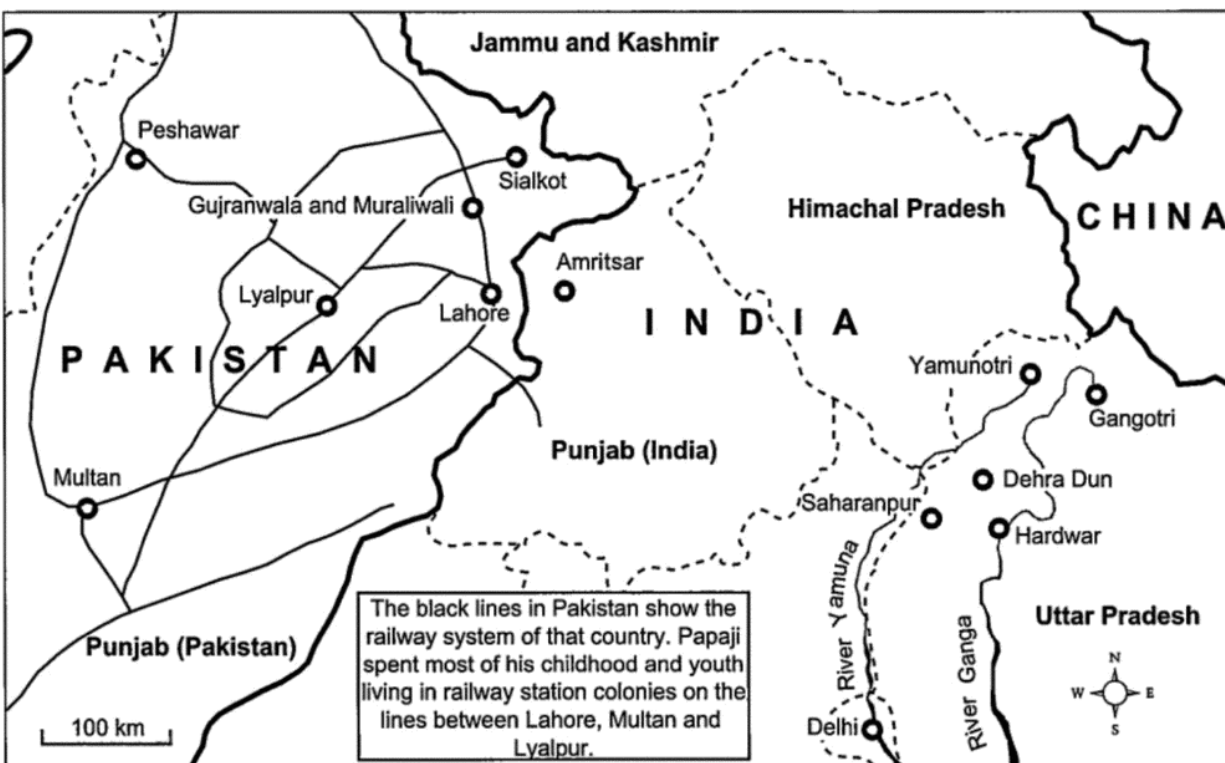 Jammu and Kashmir
Peshawar
Sialkot
Gujranwala and Muraliwali
Himachal Pradesh
CHINA
Amritsar
Lyalpur
Lahore
INDIA
PAKISTAN
Yamunotri
Gangotri
Punjab (India)
Multan
Dehra Dun
Saharanpur
Hardwar
River Yamuna
The black lines in Pakistan show the
railway system of that country. Papaji
spent most of his childhood and youth
living in railway station colonies on the
lines between Lahore, Multan and
Lyalpur.
Uttar Pradesh
Punjab (Pakistan)
River Ganga
N
W
E
S
100 km
Delhi